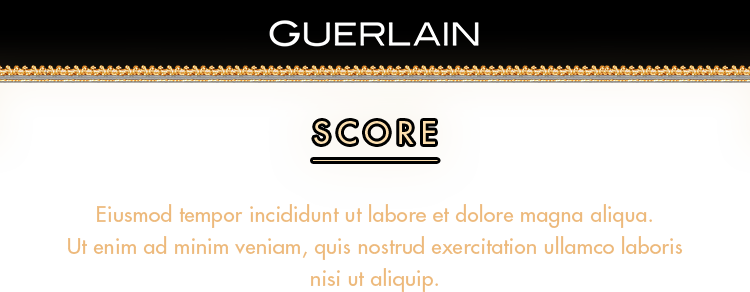 GUERLAIN
SCORE
Eiusmod tempor incididunt ut labore et dolore magna aliqua.
Ut enim ad minim veniam, quis nostrud exercitation ullamco laboris
nisi ut aliquip.